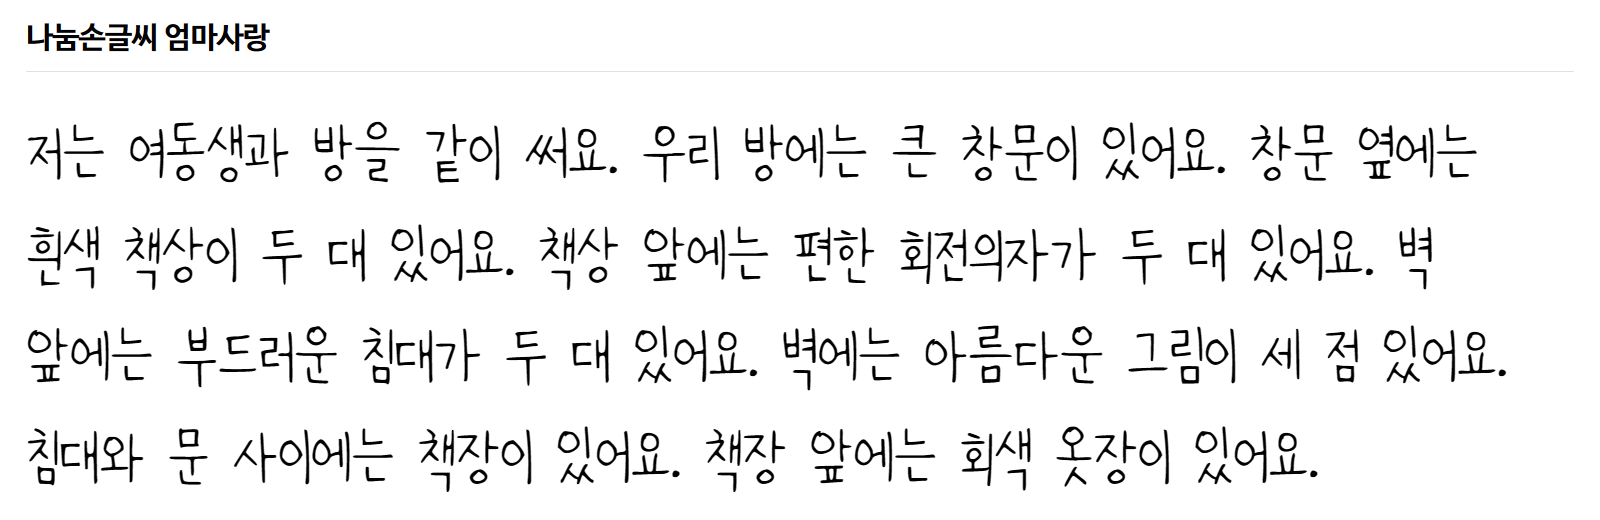 나눔손글씨 엄마사랑
저는 여동생과 방을 같이 써요. 우리 방에는 큰 창문이 있어요. 창문 옆에는
흰색 책상이 두 대 있어요. 책상 앞에는 편한 회전의자가 두 대 있어요. 벽
앞에는 부드러운 침대가 두 대 있어요. 벽에는 아름다운 그림이 세 점 있어요.
침대와 문 사이에는 책장이 있어요. 책장 앞에는 회색 옷장이 있어요.